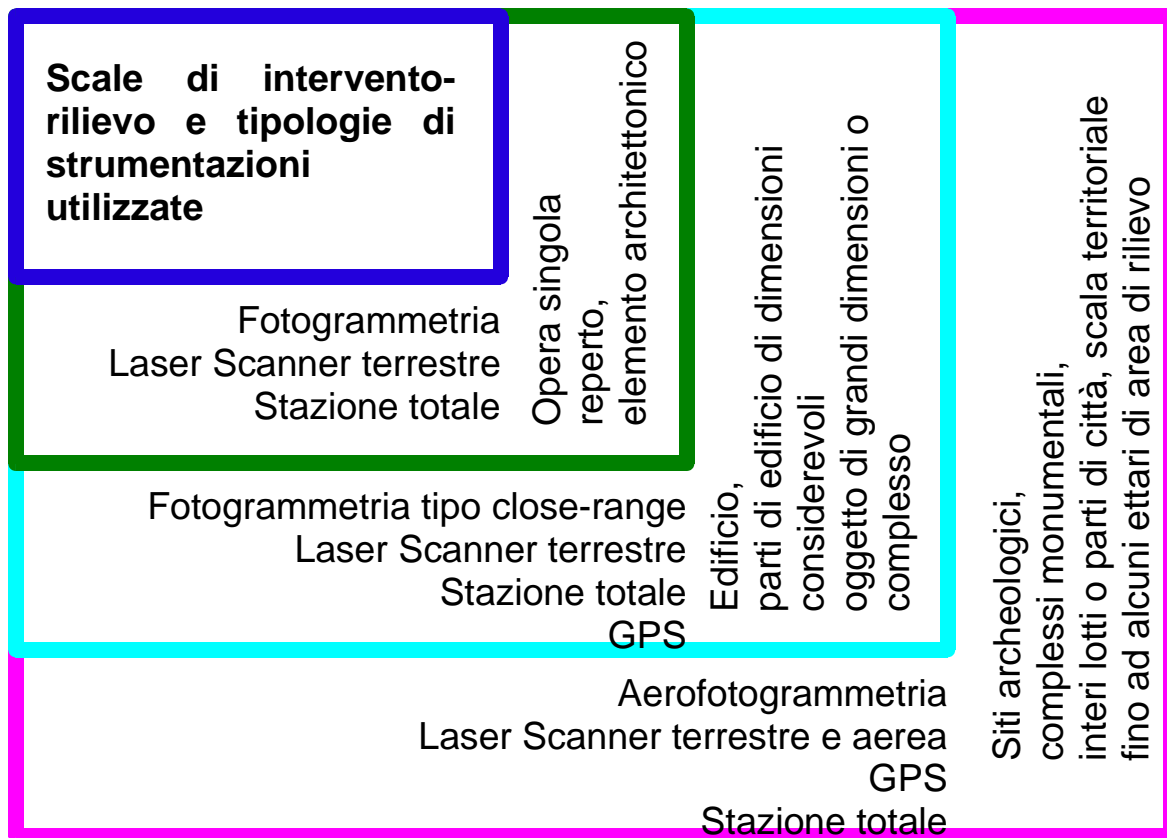 Scale di intervento-
rilievo e tipologie di
strumentazioni
utilizzate
Fotogrammetria
Laser Scanner terrestre
Stazione totale
Opera singola
reperto,
elemento architettonico
Fotogrammetria tipo close-range
Laser Scanner terrestre
Stazione totale
GPS
Edificio,
parti di edificio di dimensioni
considerevoli
oggetto di grandi dimensioni o
complesso
Aerofotogrammetria
Laser Scanner terrestre e aerea
GPS
Stazione totale
Siti archeologici,
complessi monumentali,
interi lotti o parti di città, scala territoriale
fino ad alcuni ettari di area di rilievo